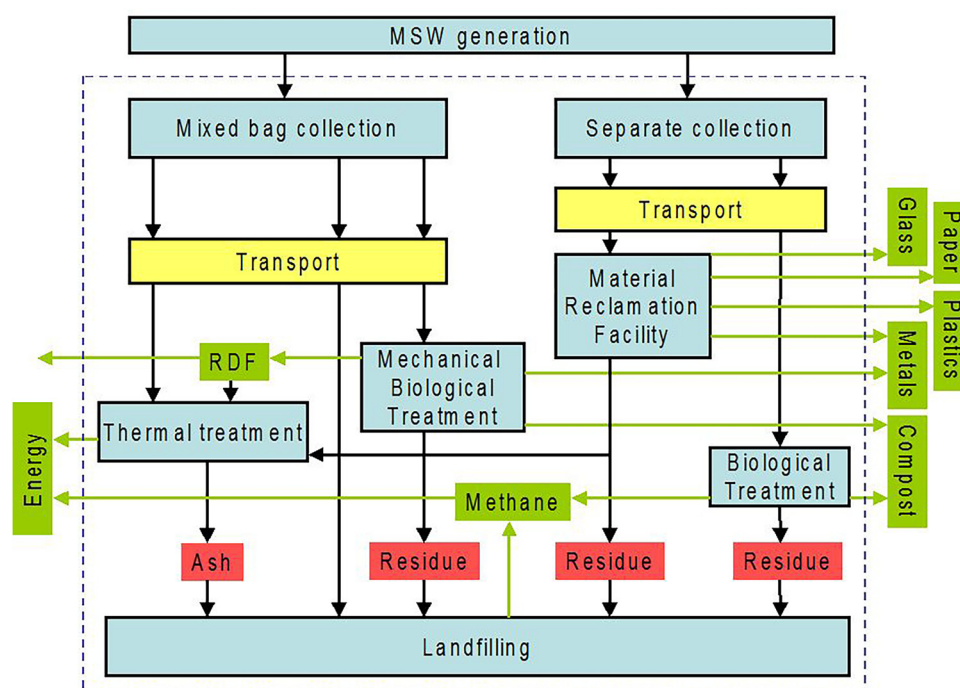 MSW generation
Mixed bag collection
Separate collection
Transport
Glass
Paper
Transport
Material
Reclamation
Facility
Plastics
RDF
Mechanical
Biological
Treatment
Metals
Thermal treatment
Energy
Compost
Biological
Treatment
Methane
Ash
Residue
Residue
Residue
Landfilling